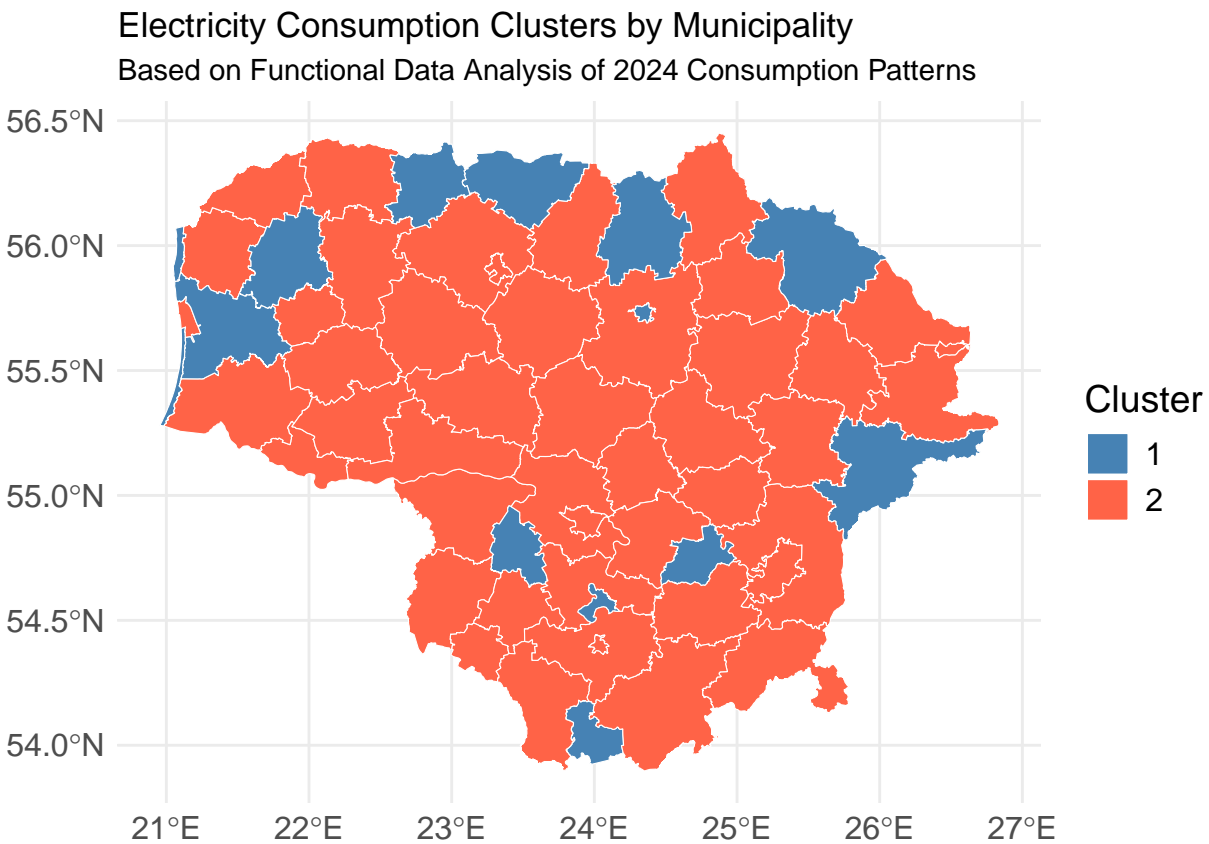 Electricity Consumption Clusters by Municipality
Based on Functional Data Analysis of 2024 Consumption Patterns
56.5°N
56.0°N
55.5°N
55.0°N
54.5°N
54.0°N
21°E 22°E 23°E 24°E 25°E 26°E 27°E
Cluster
1
2